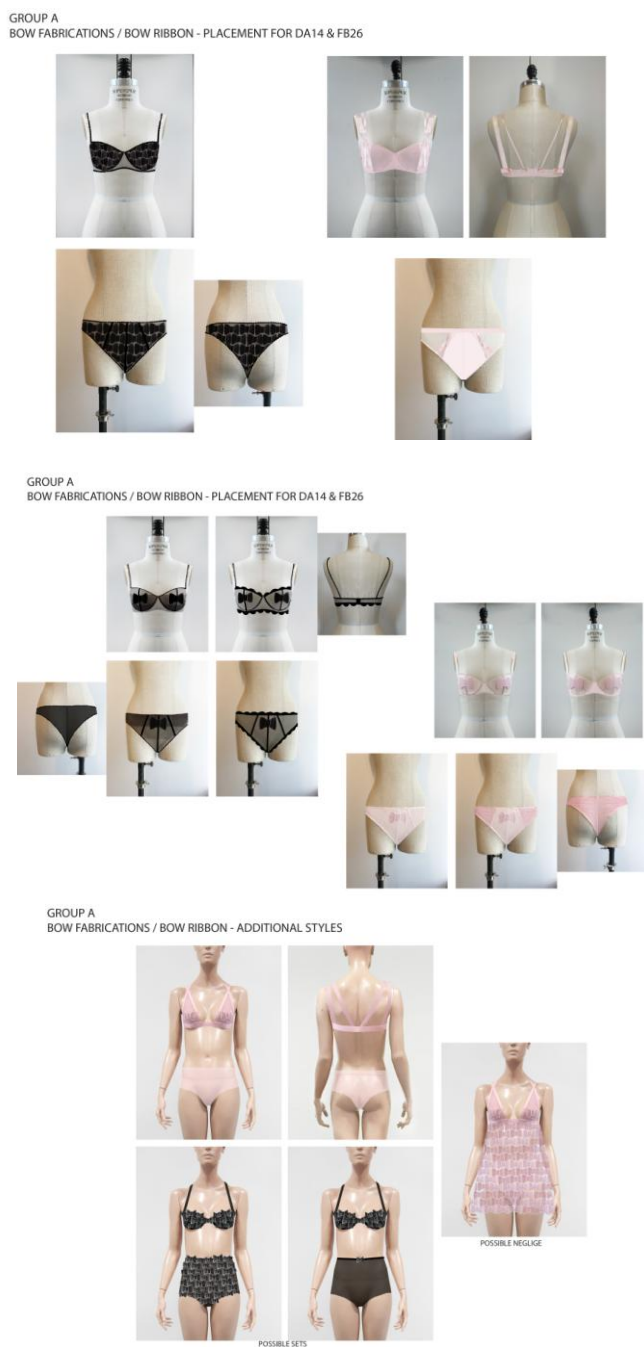 GROUP A
BOW FABRICATIONS / BOW RIBBON - PLACEMENT FOR DA14 & FB26
GROUP A
BOW FABRICATIONS / BOW RIBBON - PLACEMENT FOR DA14 & FB26
GROUP A
BOW FABRICATIONS / BOW RIBBON - ADDITIONAL STYLES
POSSIBLE NEGLIGE
POSSIBLE SETS